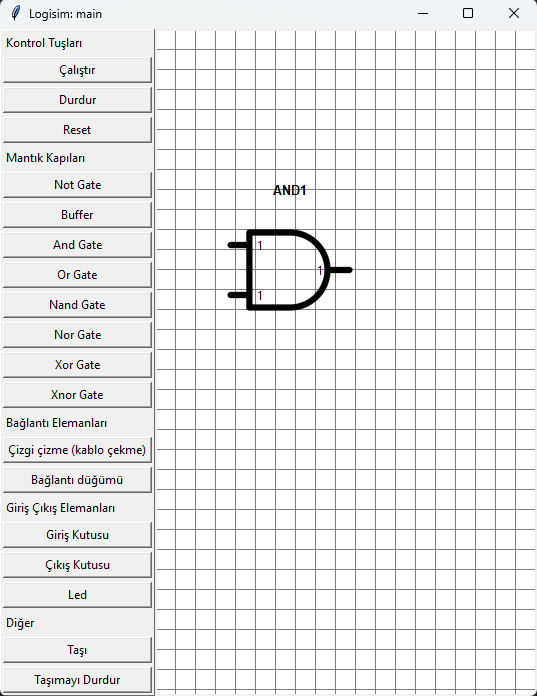 Logisim: main
Kontrol Tuşları
Çalıştır
Durdur
Reset
Mantık Kapıları
Not Gate
Buffer
And Gate
Or Gate
Nand Gate
Nor Gate
Xor Gate
Xnor Gate
Bağlantı Elemanları
Çizgi çizme (kablo çekme)
Bağlantı düğümü
Giriş Çıkış Elemanları
Giriş Kutusu
Çıkış Kutusu
Led
Diğer
Taşı
Taşımayı Durdur
AND1
1
1
1